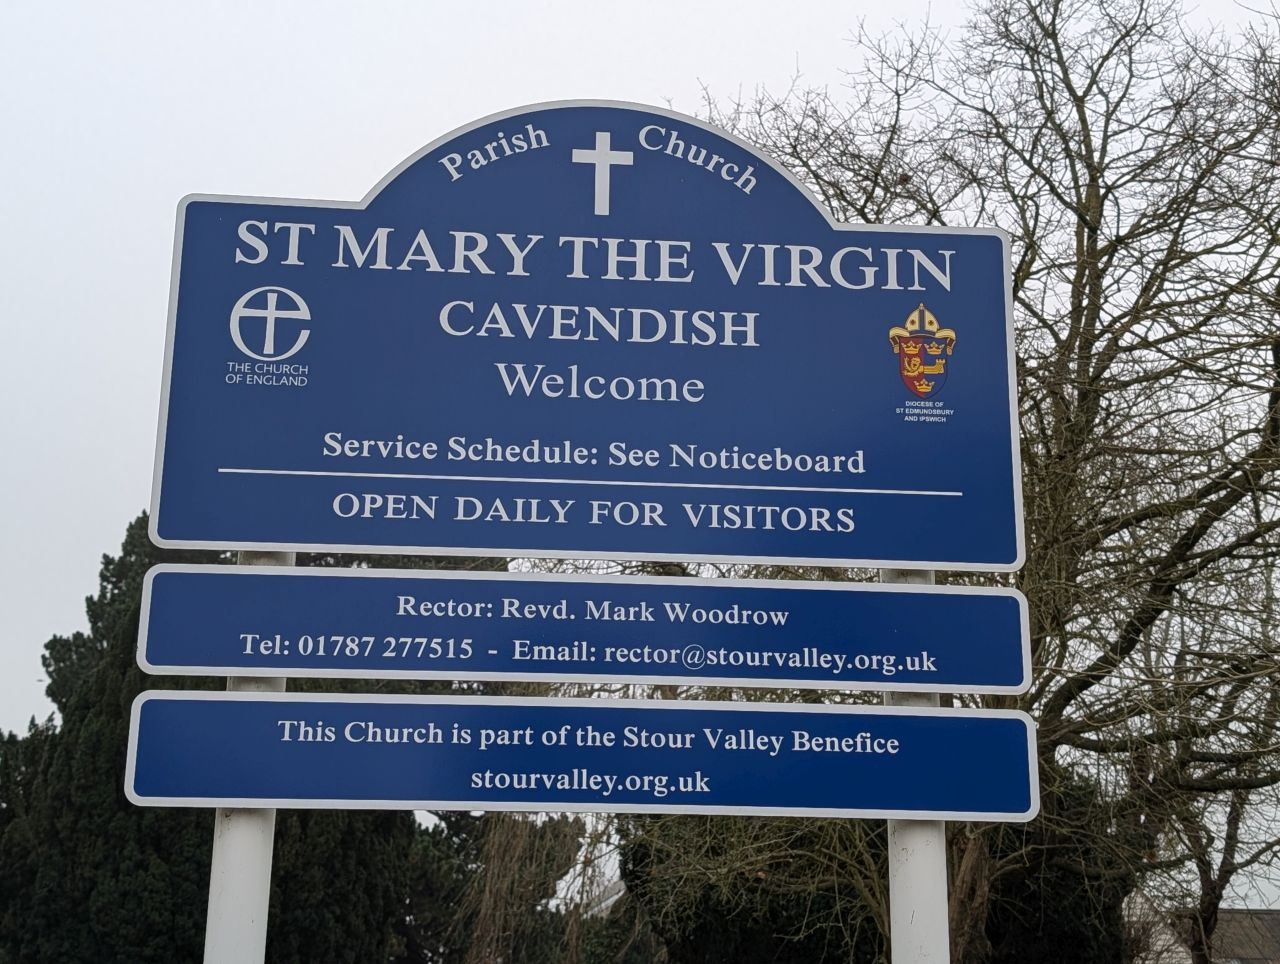 Parish Church
ST MARY THE VIRGIN
CAVENDISH
THE CHURCH
OF ENGLAND
Welcome
DIOCESE OF
ST EDMUNDSBURY
AND IPSWICH
Service Schedule: See Noticeboard
OPEN DAILY FOR VISITORS
Rector: Revd. Mark Woodrow
Tel: 01787 277515 - Email: rector@stourvalley.org.uk
This Church is part of the Stour Valley Benefice
stourvalley.org.uk